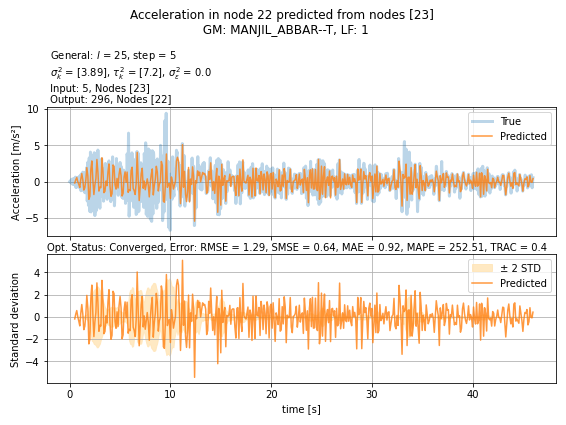 Acceleration in node 22 predicted from nodes [23]
GM: MANJIL_ABBAR--T, LF: 1
General: l = 25, step = 5
σ²ₖ = [3.89], τ²ₖ = [7.2], σ²ε = 0.0
Input: 5, Nodes [23]
Output: 296, Nodes [22]
10
5
0
−5
Acceleration [m/s²]
True
Predicted
Opt. Status: Converged, Error: RMSE = 1.29, SMSE = 0.64, MAE = 0.92, MAPE = 252.51, TRAC = 0.4
4
2
0
−2
−4
Standard deviation
± 2 STD
Predicted
0 10 20 30 40
time [s]